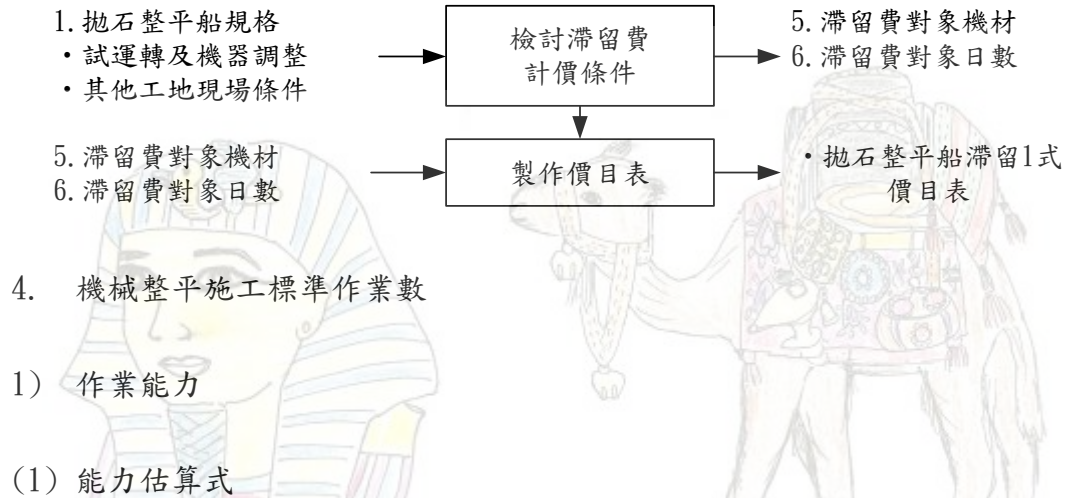 1.拋石整平船規格
・試運轉及機器調整
・其他工地現場條件
檢討滯留費
計價條件
5.滯留費對象機材
6.滯留費對象日數
5.滯留費對象機材
6.滯留費對象日數
製作價目表
・拋石整平船滯留1式
價目表
4. 機械整平施工標準作業數
1) 作業能力
(1) 能力估算式